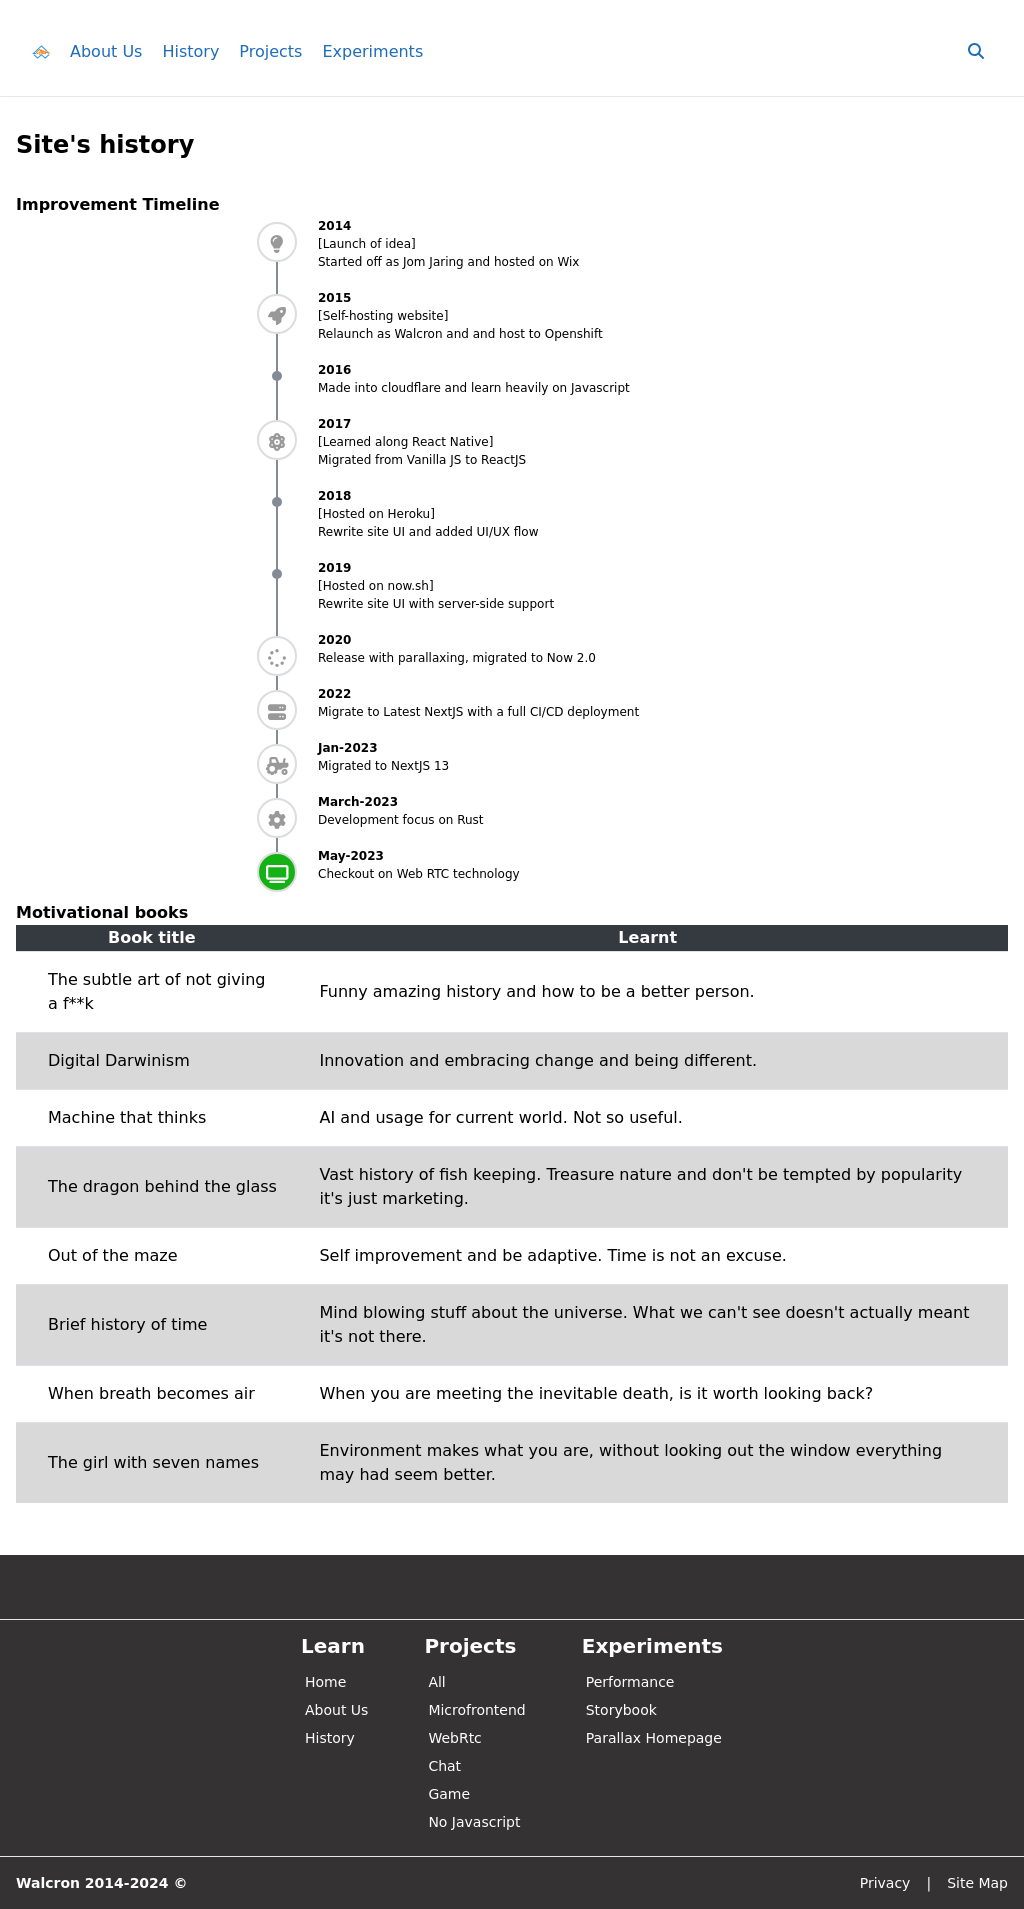 About Us History Projects Experiments
Site's history
Improvement Timeline
2014
[Launch of idea]
Started off as Jom Jaring and hosted on Wix
2015
[Self-hosting website]
Relaunch as Walcron and and host to Openshift
2016
Made into cloudflare and learn heavily on Javascript
2017
[Learned along React Native]
Migrated from Vanilla JS to ReactJS
2018
[Hosted on Heroku]
Rewrite site UI and added UI/UX flow
2019
[Hosted on now.sh]
Rewrite site UI with server-side support
2020
Release with parallaxing, migrated to Now 2.0
2022
Migrate to Latest NextJS with a full CI/CD deployment
Jan-2023
Migrated to NextJS 13
March-2023
Development focus on Rust
May-2023
Checkout on Web RTC technology
Motivational books
Book title Learnt
The subtle art of not giving
a f**k
Funny amazing history and how to be a better person.
Digital Darwinism Innovation and embracing change and being different.
Machine that thinks AI and usage for current world. Not so useful.
The dragon behind the glass
Vast history of fish keeping. Treasure nature and don't be tempted by popularity
it's just marketing.
Out of the maze Self improvement and be adaptive. Time is not an excuse.
Brief history of time
Mind blowing stuff about the universe. What we can't see doesn't actually meant
it's not there.
When breath becomes air When you are meeting the inevitable death, is it worth looking back?
The girl with seven names
Environment makes what you are, without looking out the window everything
may had seem better.
Learn
Home
About Us
History
Projects
All
Microfrontend
WebRtc
Chat
Game
No Javascript
Experiments
Performance
Storybook
Parallax Homepage
Walcron 2014-2024 © Privacy | Site Map